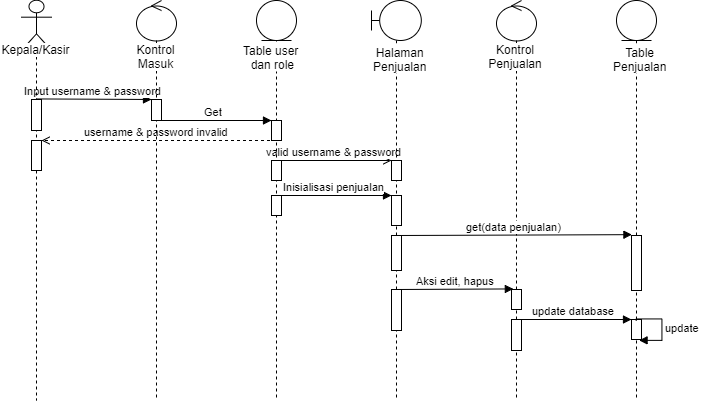 Kepala/Kasir
Kontrol
Masuk
Table user
dan role
Halaman
Penjualan
Kontrol
Penjualan
Table
Penjualan
Input username & password
Get
username & password invalid
valid username & password
Inisialisasi penjualan
get(data penjualan)
Aksi edit, hapus
update database
update